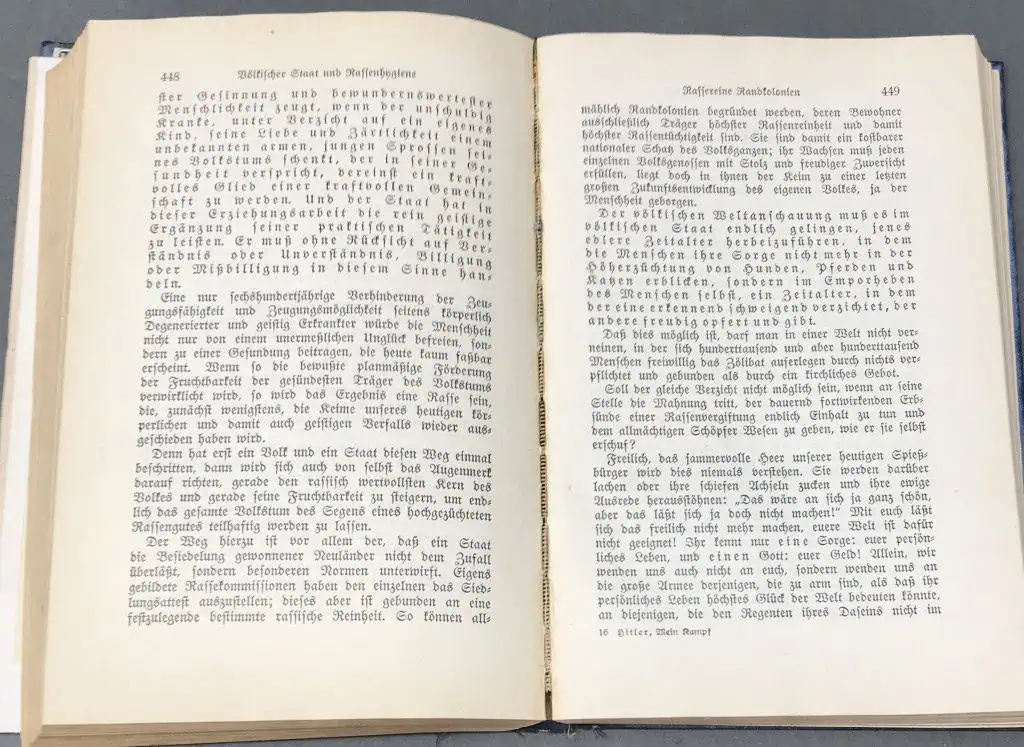 448 Völkischer Staat und Rassenhygiene
ster Gesinnung und bewundernswertester
Menschlichkeit zeugt, wenn der unschuldig
Kranke, unter Verzicht auf ein eigenes
Kind, seine Liebe und Zärtlichkeit einem
unbekannten armen, jungen Sprossen sei-
nes Volkstums schenkt, der in seiner Ge-
sundheit verspricht, dereinst ein kraft-
volles Glied einer kraftvollen Gemein-
schaft zu werden. Und der Staat hat in
dieser Erziehungsarbeit die rein geistige
Ergänzung seiner praktischen Tätigkeit
zu leisten. Er muß ohne Rücksicht auf Ver-
ständnis oder Unverständnis, Billigung
oder Mißbilligung in diesem Sinne han-
deln.
Eine nur sechshundertjährige Verhinderung der Zeu-
gungsfähigkeit und Zeugungsmöglichkeit seitens körperlich
Degenerierter und geistig Erkrankter würde die Menschheit
nicht nur von einem unermeßlichen Unglück befreien, son-
dern zu einer Gesundung beitragen, die heute kaum faßbar
erscheint. Wenn so die bewußte planmäßige Förderung
der Fruchtbarkeit der gesündesten Träger des Volkstums
verwirklicht wird, so wird das Ergebnis eine Rasse sein,
die, zunächst wenigstens, die Keime unseres heutigen kör-
perlichen und damit auch geistigen Verfalls wieder aus-
geschieden haben wird.
Denn hat erst ein Volk und ein Staat diesen Weg einmal
beschritten, dann wird sich auch von selbst das Augenmerk
darauf richten, gerade den rassisch wertvollsten Kern des
Volkes und gerade seine Fruchtbarkeit zu steigern, um end-
lich das gesamte Volkstum des Segens eines hochgezüchteten
Rassengutes teilhaftig werden zu lassen.
Der Weg hierzu ist vor allem der, daß ein Staat
die Besiedelung gewonnener Neuländer nicht dem Zufall
überläßt, sondern besonderen Normen unterwirft. Eigens
gebildete Rassekommissionen haben den einzelnen das Sied-
lungsattest auszustellen; dieses aber ist gebunden an eine
festzulegende bestimmte rassische Reinheit. So können all-
Rassereine Randkolonien 449
mählich Randkolonien begründet werden, deren Bewohner
ausschließlich Träger höchster Rassenreinheit und damit
höchster Rassentüchtigkeit sind. Sie sind damit ein kostbarer
nationaler Schatz des Volksganzen; ihr Wachsen muß jeden
einzelnen Volksgenossen mit Stolz und freudiger Zuversicht
erfüllen, liegt doch in ihnen der Keim zu einer letzten
großen Zukunftsentwicklung des eigenen Volkes, ja der
Menschheit geborgen.
Der völkischen Weltanschauung muß es im
völkischen Staat endlich gelingen, jenes
edlere Zeitalter herbeizuführen, in dem
die Menschen ihre Sorge nicht mehr in der
Höherzüchtung von Hunden, Pferden und
Katzen erblicken, sondern im Emporheben
des Menschen selbst, ein Zeitalter, in dem
der eine erkennend schweigend verzichtet, der
andere freudig opfert und gibt.
Daß dies möglich ist, darf man in einer Welt nicht ver-
neinen, in der sich hunderttausend und aber hunderttausend
Menschen freiwillig das Zölibat auferlegen durch nichts ver-
pflichtet und gebunden als durch ein kirchliches Gebot.
Soll der gleiche Verzicht nicht möglich sein, wenn an seine
Stelle die Mahnung tritt, der dauernd fortwirkenden Erb-
sünde einer Rassenvergiftung endlich Einhalt zu tun und
dem allmächtigen Schöpfer Wesen zu geben, wie er sie selbst
erschuf?
Freilich, das jammervolle Heer unserer heutigen Spieß-
bürger wird dies niemals verstehen. Sie werden darüber
lachen oder ihre schiefen Achseln zucken und ihre ewige
Ausrede herausstöhnen: „Das wäre an sich ja ganz schön,
aber das läßt sich ja doch nicht machen!“ Mit euch läßt
sich das freilich nicht mehr machen, euere Welt ist dafür
nicht geeignet! Ihr kennt nur eine Sorge: euer persön-
liches Leben, und einen Gott: euer Geld! Allein, wir
wenden uns auch nicht an euch, sondern wenden uns an
die große Armee derjenigen, die zu arm sind, als daß ihr
persönliches Leben höchstes Glück der Welt bedeuten könnte,
an diejenigen, die den Regenten ihres Daseins nicht im
16 Hitler, Mein Kampf